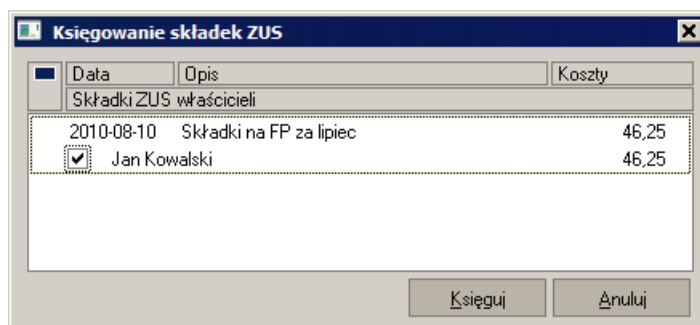 Księgowanie składek ZUS
Data Opis Koszty
Składki ZUS właścicieli
2010-08-10 Składki na FP za lipiec 46,25
Jan Kowalski 46,25
Księguj Anuluj